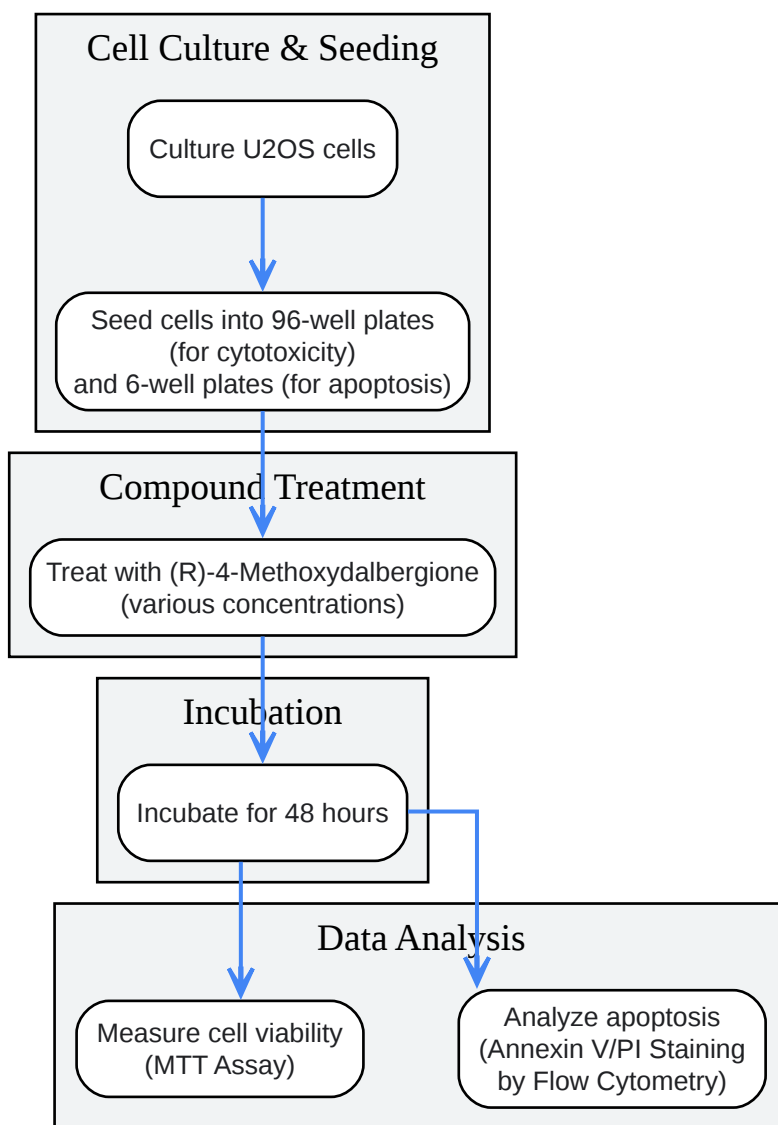 Cell Culture & Seeding
Culture U2OS cells
Seed cells into 96-well plates
(for cytotoxicity)
and 6-well plates (for apoptosis)
Compound Treatment
Treat with (R)-4-Methoxydalbergione
(various concentrations)
Incubation
Incubate for 48 hours
Data Analysis
Measure cell viability
(MTT Assay)
Analyze apoptosis
(Annexin V/PI Staining
by Flow Cytometry)